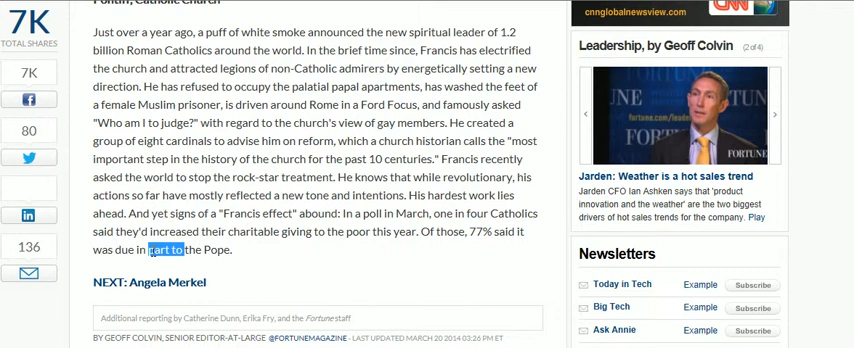 7K
TOTAL SHARES
7K
80
136
Pontiff, Catholic Church
Just over a year ago, a puff of white smoke announced the new spiritual leader of 1.2
billion Roman Catholics around the world. In the brief time since, Francis has electrified
the church and attracted legions of non-Catholic admirers by energetically setting a new
direction. He has refused to occupy the palatial papal apartments, has washed the feet of
a female Muslim prisoner, is driven around Rome in a Ford Focus, and famously asked
"Who am I to judge?" with regard to the church's view of gay members. He created a
group of eight cardinals to advise him on reform, which a church historian calls the "most
important step in the history of the church for the past 10 centuries." Francis recently
asked the world to stop the rock-star treatment. He knows that while revolutionary, his
actions so far have mostly reflected a new tone and intentions. His hardest work lies
ahead. And yet signs of a "Francis effect" abound: In a poll in March, one in four Catholics
said they'd increased their charitable giving to the poor this year. Of those, 77% said it
was due in part to the Pope.
NEXT: Angela Merkel
Additional reporting by Catherine Dunn, Erika Fry, and the Fortune staff
BY GEOFF COLVIN, SENIOR EDITOR-AT-LARGE @FORTUNEMAGAZINE - LAST UPDATED MARCH 20 2014 03:26 PM ET
cnnglobalnewsview.com
CNN
Leadership, by Geoff Colvin (2 of 4)
UNE
FORTUNE
fortune.com/leade
TUN
FORTUNE
Jarden: Weather is a hot sales trend
Jarden CFO Ian Ashken says that 'product
innovation and the weather' are the two biggest
drivers of hot sales trends for the company. Play
Newsletters
Today in Tech Example Subscribe
Big Tech Example Subscribe
Ask Annie Example Subscribe